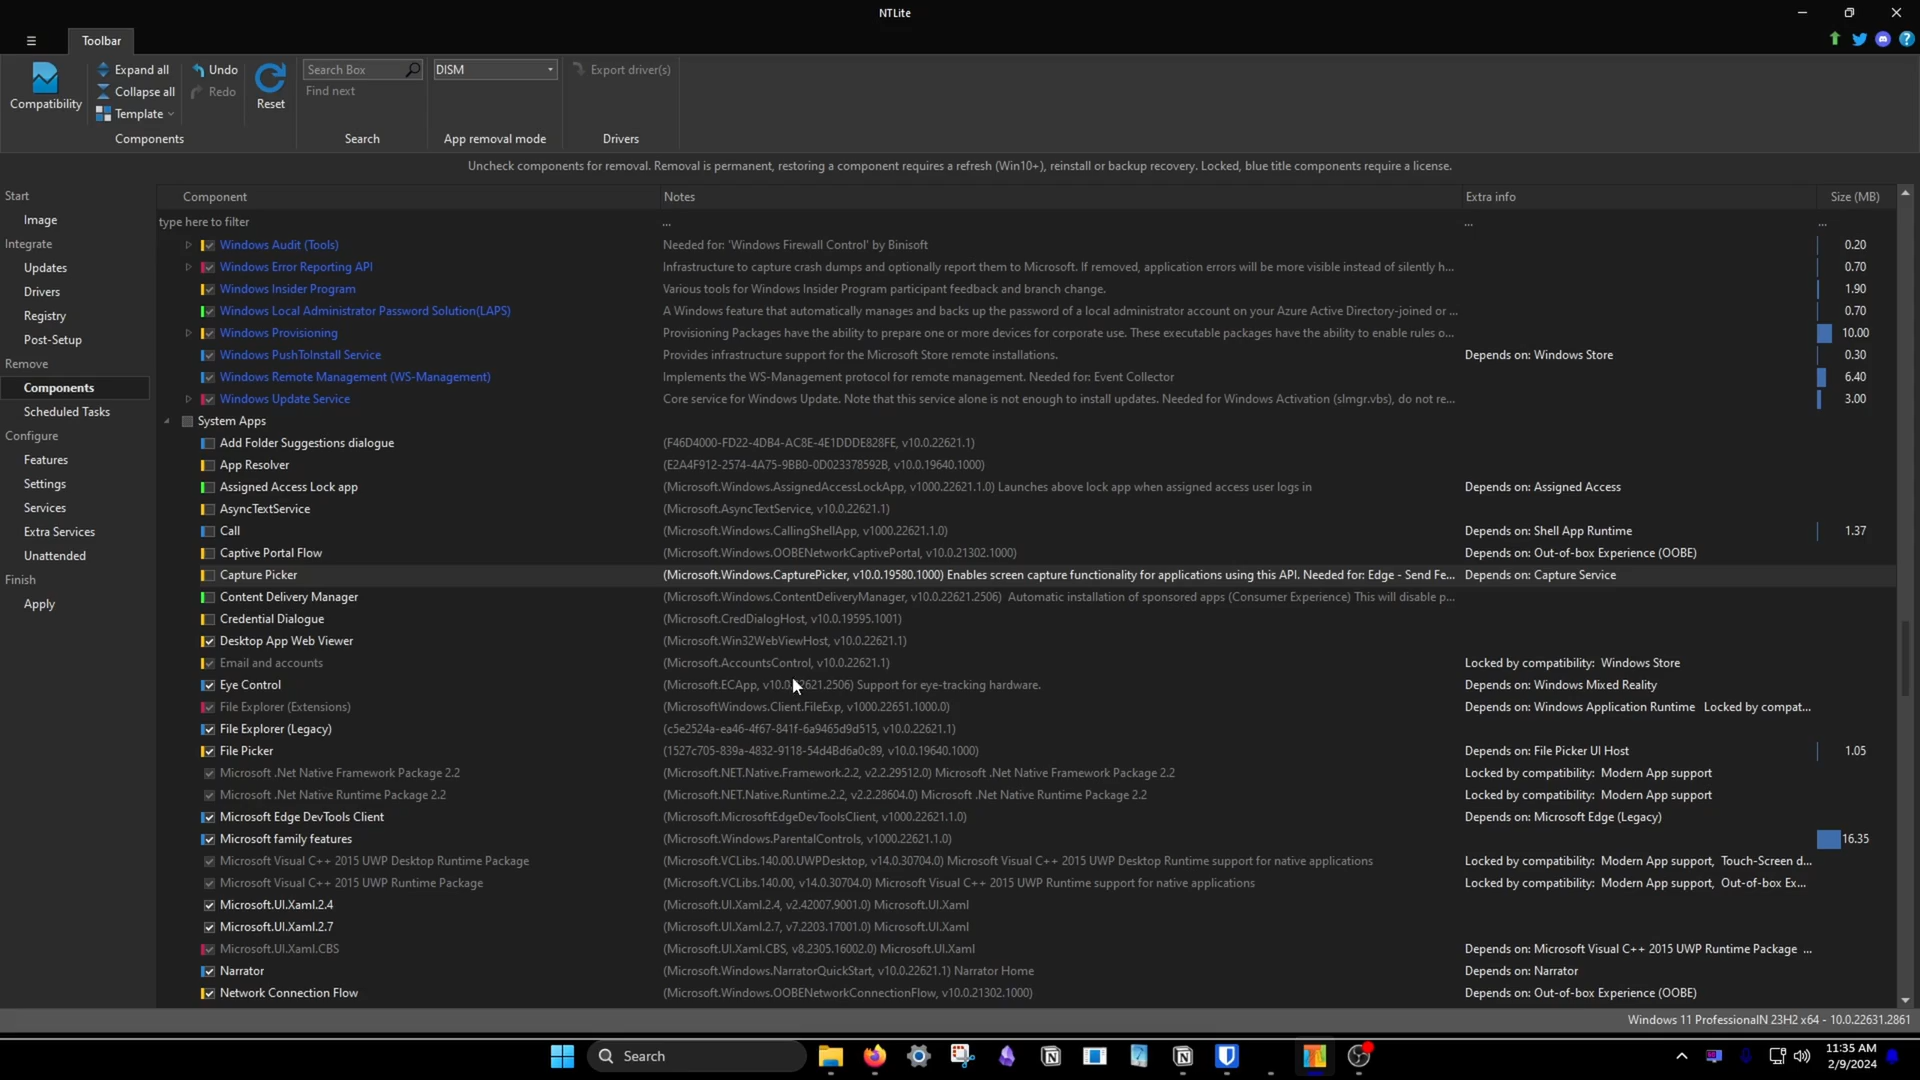 NTLite
Toolbar
Compatibility
Expand all
Collapse all
Template
Components
Undo
Redo
Reset
Search Box
Find next
Search
DISM
App removal mode
Export driver(s)
Drivers
Uncheck components for removal. Removal is permanent, restoring a component requires a refresh (Win10+), reinstall or backup recovery. Locked, blue title components require a license.
Start
Image
Integrate
Updates
Drivers
Registry
Post-Setup
Remove
Components
Scheduled Tasks
Configure
Features
Settings
Services
Extra Services
Unattended
Finish
Apply
Component Notes Extra info Size (MB)
type here to filter ... ... ...
Windows Audit (Tools) Needed for: 'Windows Firewall Control' by Binisoft 0.20
Windows Error Reporting API Infrastructure to capture crash dumps and optionally report them to Microsoft. If removed, application errors will be more visible instead of silently h... 0.70
Windows Insider Program Various tools for Windows Insider Program participant feedback and branch change. 1.90
Windows Local Administrator Password Solution(LAPS) A Windows feature that automatically manages and backs up the password of a local administrator account on your Azure Active Directory-joined or ... 0.70
Windows Provisioning Provisioning Packages have the ability to prepare one or more devices for corporate use. These executable packages have the ability to enable rules o... 10.00
Windows PushToInstall Service Provides infrastructure support for the Microsoft Store remote installations. Depends on: Windows Store 0.30
Windows Remote Management (WS-Management) Implements the WS-Management protocol for remote management. Needed for: Event Collector 6.40
Windows Update Service Core service for Windows Update. Note that this service alone is not enough to install updates. Needed for Windows Activation (slmgr.vbs), do not re... 3.00
System Apps
Add Folder Suggestions dialogue (F46D4000-FD22-4DB4-AC8E-4E1DDDE828FE, v10.0.22621.1)
App Resolver (E2A4F912-2574-4A75-9BB0-0D023378592B, v10.0.19640.1000)
Assigned Access Lock app (Microsoft.Windows.AssignedAccessLockApp, v1000.22621.1.0) Launches above lock app when assigned access user logs in Depends on: Assigned Access
AsyncTextService (Microsoft.AsyncTextService, v10.0.22621.1)
Call (Microsoft.Windows.CallingShellApp, v1000.22621.1.0) Depends on: Shell App Runtime 1.37
Captive Portal Flow (Microsoft.Windows.OOBENetworkCaptivePortal, v10.0.21302.1000) Depends on: Out-of-box Experience (OOBE)
Capture Picker (Microsoft.Windows.CapturePicker, v10.0.19580.1000) Enables screen capture functionality for applications using this API. Needed for: Edge - Send Fe... Depends on: Capture Service
Content Delivery Manager (Microsoft.Windows.ContentDeliveryManager, v10.0.22621.2506) Automatic installation of sponsored apps (Consumer Experience) This will disable p...
Credential Dialogue (Microsoft.CredDialogHost, v10.0.19595.1001)
Desktop App Web Viewer (Microsoft.Win32WebViewHost, v10.0.22621.1)
Email and accounts (Microsoft.AccountsControl, v10.0.22621.1) Locked by compatibility: Windows Store
Eye Control (Microsoft.ECApp, v10.0.22621.2506) Support for eye-tracking hardware. Depends on: Windows Mixed Reality
File Explorer (Extensions) (MicrosoftWindows.Client.FileExp, v1000.22651.1000.0) Depends on: Windows Application Runtime Locked by compat...
File Explorer (Legacy) (c5e2524a-ea46-4f67-841f-6a9465d9d515, v10.0.22621.1)
File Picker (1527c705-839a-4832-9118-54d4Bd6a0c89, v10.0.19640.1000) Depends on: File Picker UI Host 1.05
Microsoft .Net Native Framework Package 2.2 (Microsoft.NET.Native.Framework.2.2, v2.2.29512.0) Microsoft .Net Native Framework Package 2.2 Locked by compatibility: Modern App support
Microsoft .Net Native Runtime Package 2.2 (Microsoft.NET.Native.Runtime.2.2, v2.2.28604.0) Microsoft .Net Native Runtime Package 2.2 Locked by compatibility: Modern App support
Microsoft Edge DevTools Client (Microsoft.MicrosoftEdgeDevToolsClient, v1000.22621.1.0) Depends on: Microsoft Edge (Legacy)
Microsoft family features (Microsoft.Windows.ParentalControls, v1000.22621.1.0) 16.35
Microsoft Visual C++ 2015 UWP Desktop Runtime Package (Microsoft.VCLibs.140.00.UWPDesktop, v14.0.30704.0) Microsoft Visual C++ 2015 UWP Desktop Runtime support for native applications Locked by compatibility: Modern App support, Touch-Screen d...
Microsoft Visual C++ 2015 UWP Runtime Package (Microsoft.VCLibs.140.00, v14.0.30704.0) Microsoft Visual C++ 2015 UWP Runtime support for native applications Locked by compatibility: Modern App support, Out-of-box Ex...
Microsoft.UI.Xaml.2.4 (Microsoft.UI.Xaml.2.4, v2.42007.9001.0) Microsoft.UI.Xaml
Microsoft.UI.Xaml.2.7 (Microsoft.UI.Xaml.2.7, v7.2203.17001.0) Microsoft.UI.Xaml
Microsoft.UI.Xaml.CBS (Microsoft.UI.Xaml.CBS, v8.2305.16002.0) Microsoft.UI.Xaml Depends on: Microsoft Visual C++ 2015 UWP Runtime Package ...
Narrator (Microsoft.Windows.NarratorQuickStart, v10.0.22621.1) Narrator Home Depends on: Narrator
Network Connection Flow (Microsoft.Windows.OOBENetworkConnectionFlow, v10.0.21302.1000) Depends on: Out-of-box Experience (OOBE)
Windows 11 ProfessionalN 23H2 x64 - 10.0.22631.2861
Search
11:35 AM
2/9/2024